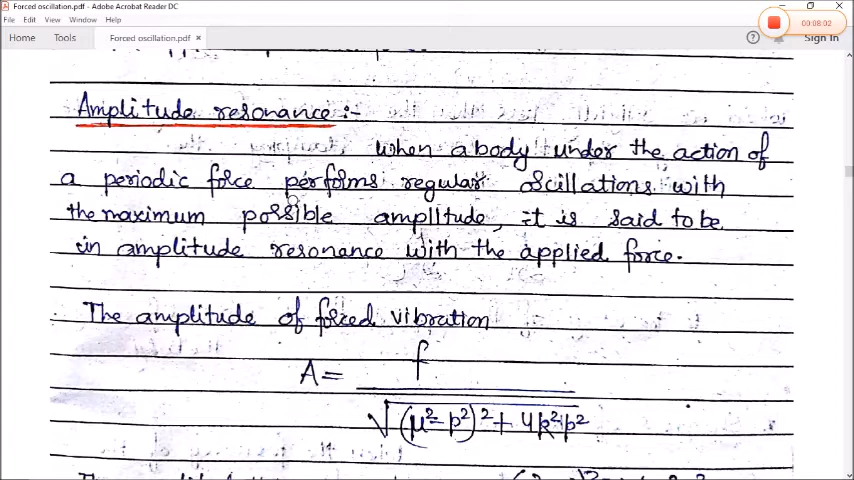 Forced oscillation.pdf - Adobe Acrobat Reader DC
File Edit View Window Help
Home Tools Forced oscillation.pdf × Sign In
00:08:02
Amplitude resonance :-
when a body under the action of
a periodic force performs regular oscillations with
the maximum possible amplitude, it is said to be
in amplitude resonance with the applied force.
The amplitude of forced vibration
A = f / √(μ² - p²)² + 4k²p²